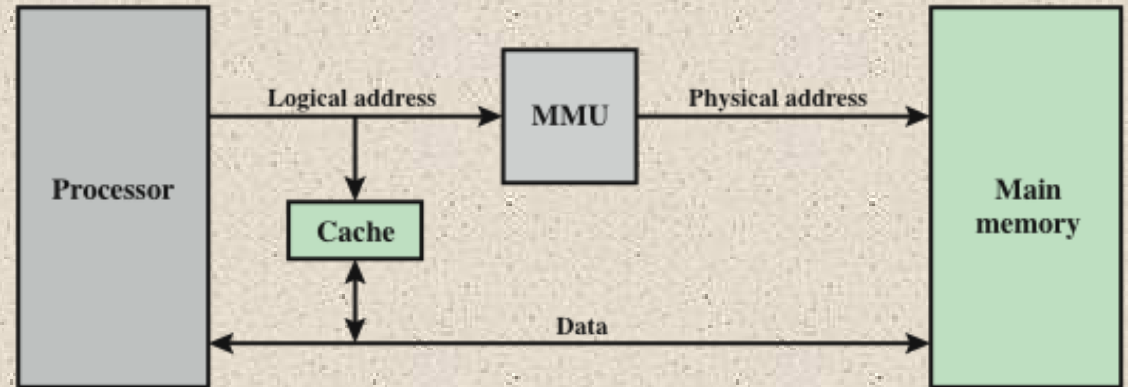 Logical address
MMU
Physical address
Processor
Cache
Main
memory
Data